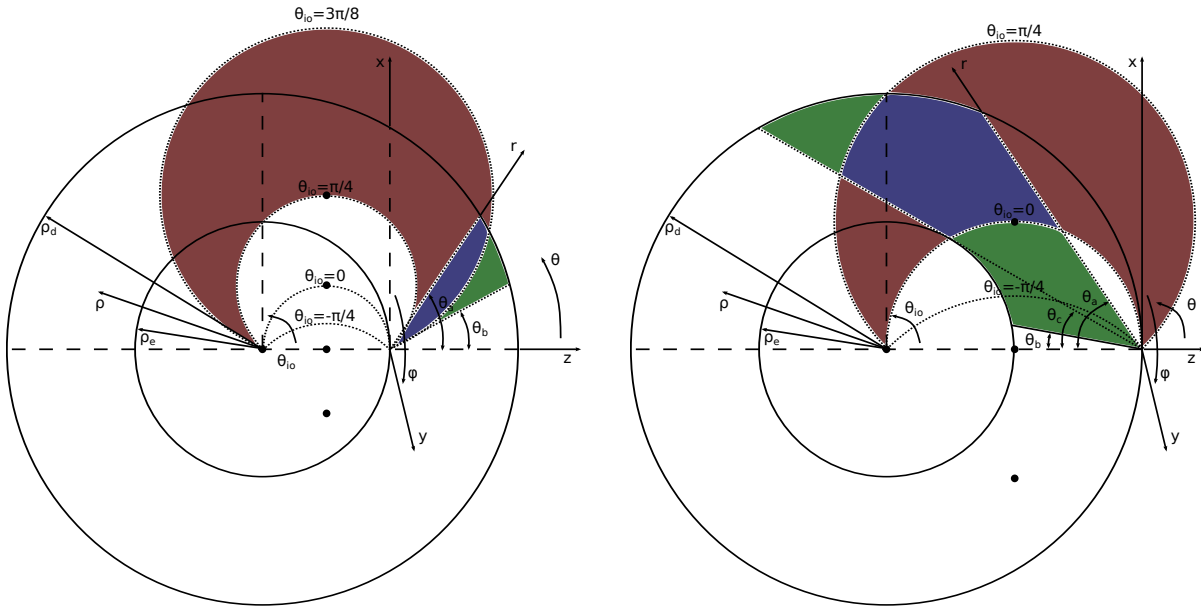 θio=3π/8
x
r
θio=π/4
ρd
θ
ρ
θio=0
θ
θio=-π/4
ρe
θb
θio
z
φ
y
θio=π/4
x
r
θio=0
ρd
ρ
θio=-π/4
θa
θio
θc
θ
ρe
θb
z
φ
y